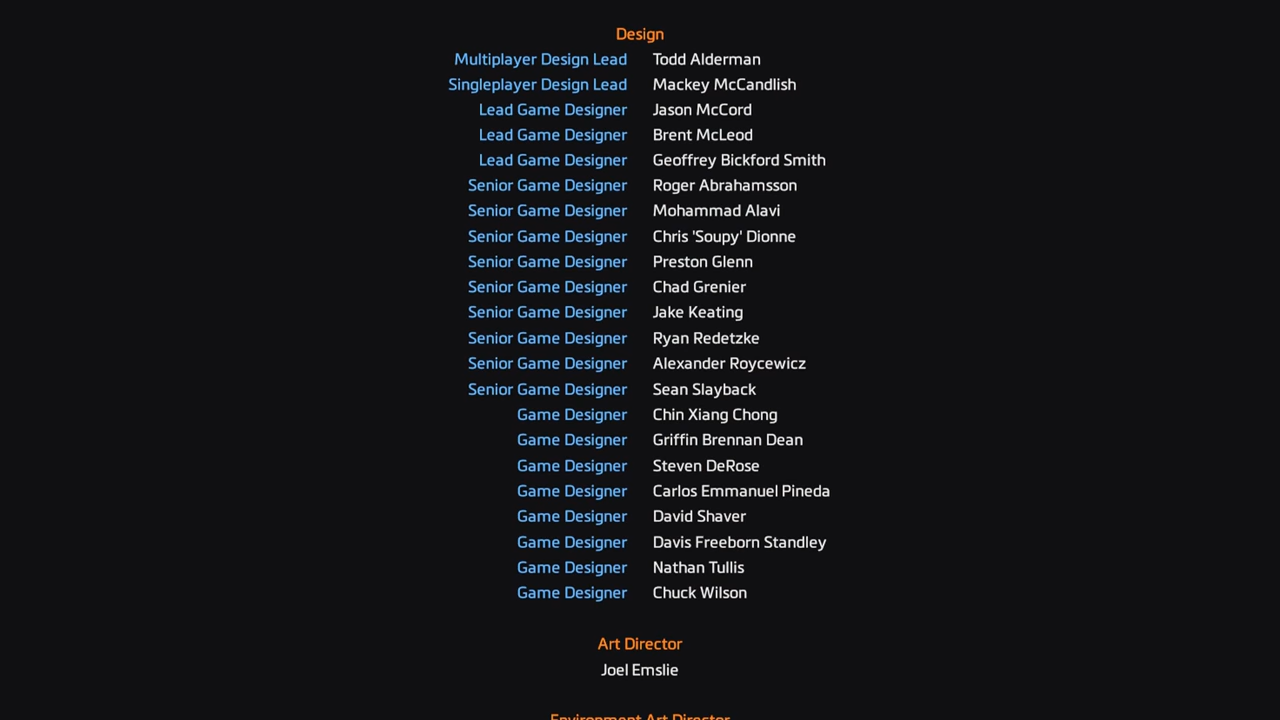 Design
Multiplayer Design Lead Todd Alderman
Singleplayer Design Lead Mackey McCandlish
Lead Game Designer Jason McCord
Lead Game Designer Brent McLeod
Lead Game Designer Geoffrey Bickford Smith
Senior Game Designer Roger Abrahamsson
Senior Game Designer Mohammad Alavi
Senior Game Designer Chris 'Soupy' Dionne
Senior Game Designer Preston Glenn
Senior Game Designer Chad Grenier
Senior Game Designer Jake Keating
Senior Game Designer Ryan Redetzke
Senior Game Designer Alexander Roycewicz
Senior Game Designer Sean Slayback
Game Designer Chin Xiang Chong
Game Designer Griffin Brennan Dean
Game Designer Steven DeRose
Game Designer Carlos Emmanuel Pineda
Game Designer David Shaver
Game Designer Davis Freeborn Standley
Game Designer Nathan Tullis
Game Designer Chuck Wilson
Art Director
Joel Emslie
Environment Art Director